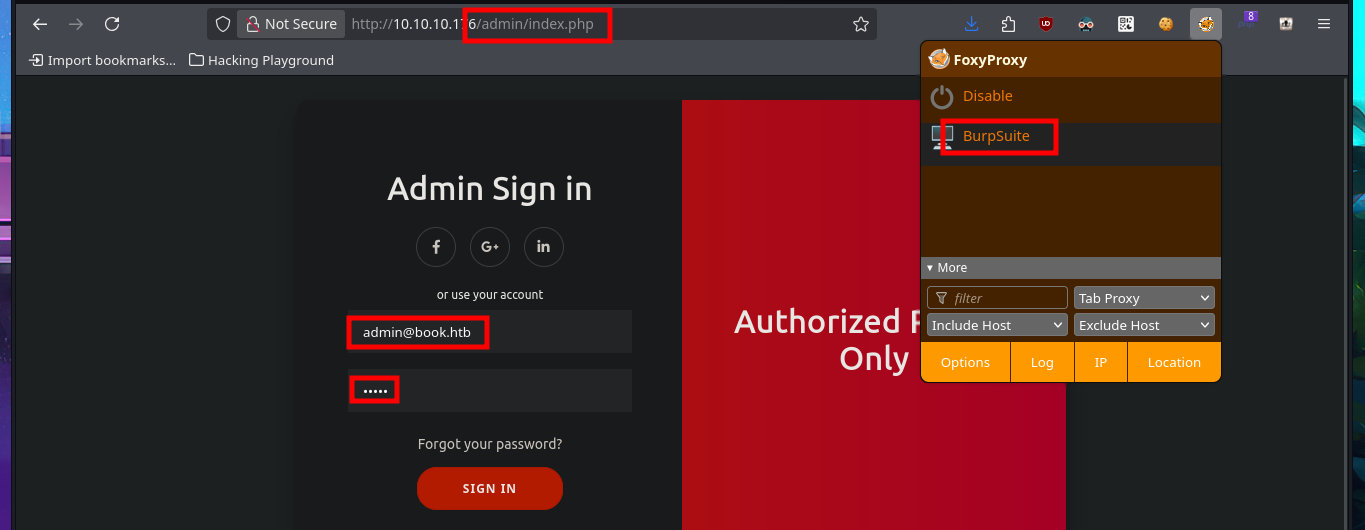 Not Secure http://10.10.10.176/admin/index.php
8
Import bookmarks... Hacking Playground
FoxyProxy
Disable
BurpSuite
More
filter Tab Proxy
Include Host Exclude Host
Options Log IP Location
Admin Sign in
f G+ in
or use your account
admin@book.htb
•••••
Forgot your password?
SIGN IN
Authorized
Only